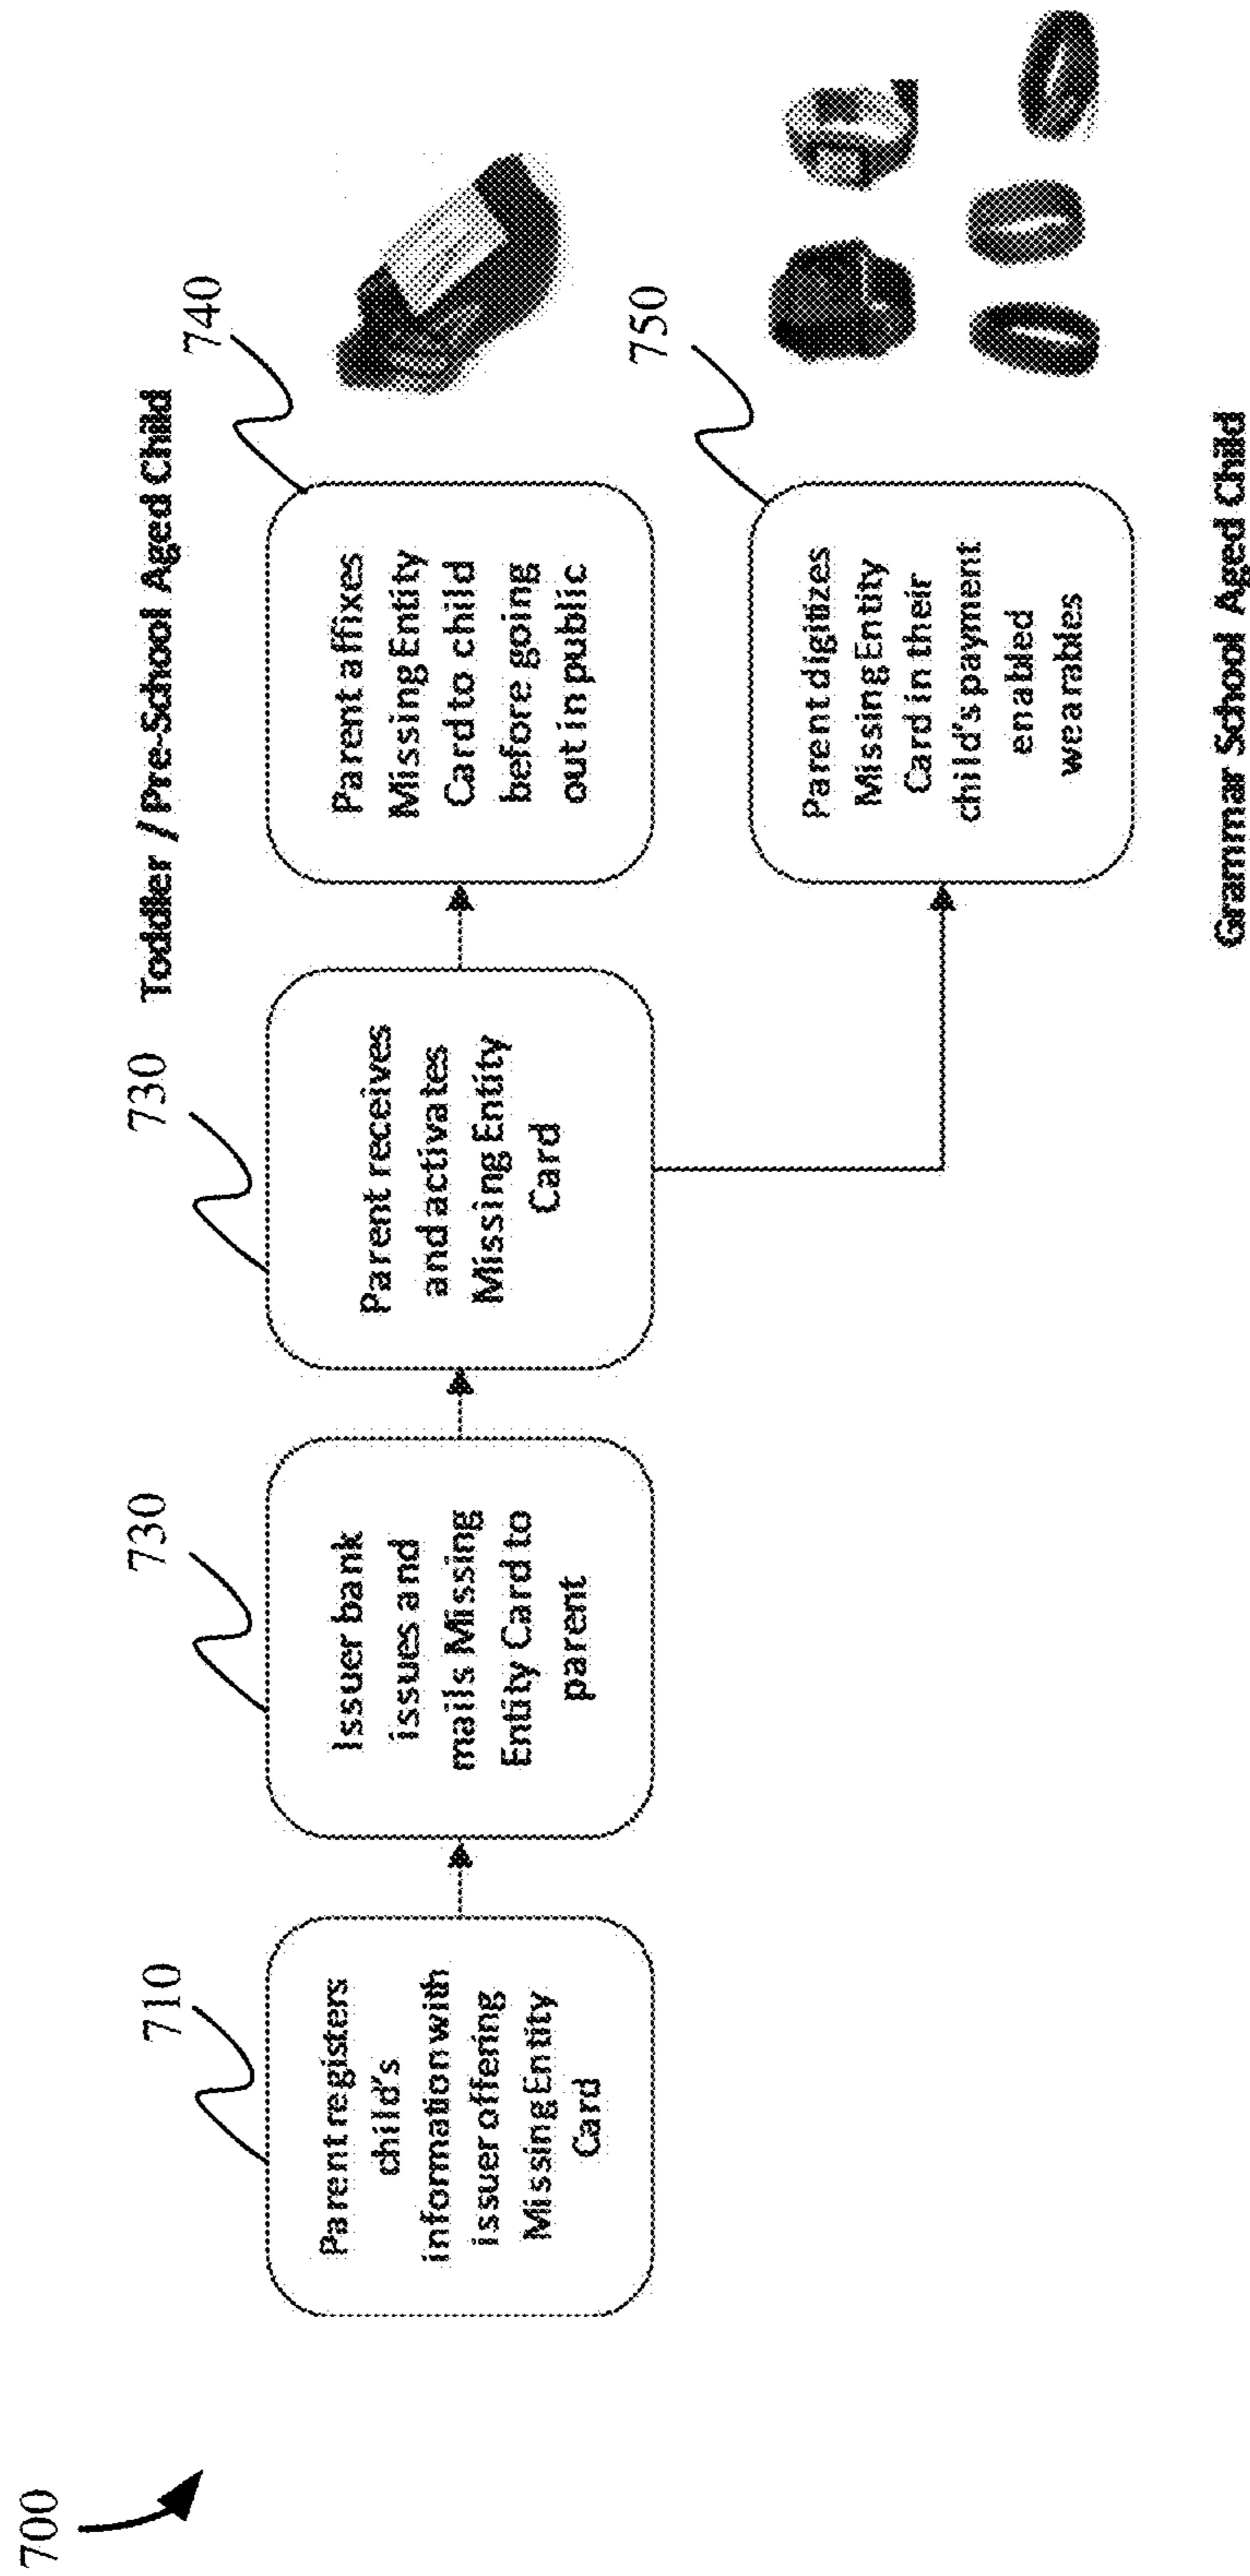 700
710
Parent registers
child's
information with
issuer offering
Missing Entity
Card
730
Issuer bank
issues and
mails Missing
Entity Card to
parent
730
Parent receives
and activates
Missing Entity
Card
Toddler / Pre-School Aged Child
740
Parent affixes
Missing Entity
Card to child
before going
out in public
750
Parent digitizes
Missing Entity
Card in their
child's payment
enabled
wearables
Grammar School Aged Child